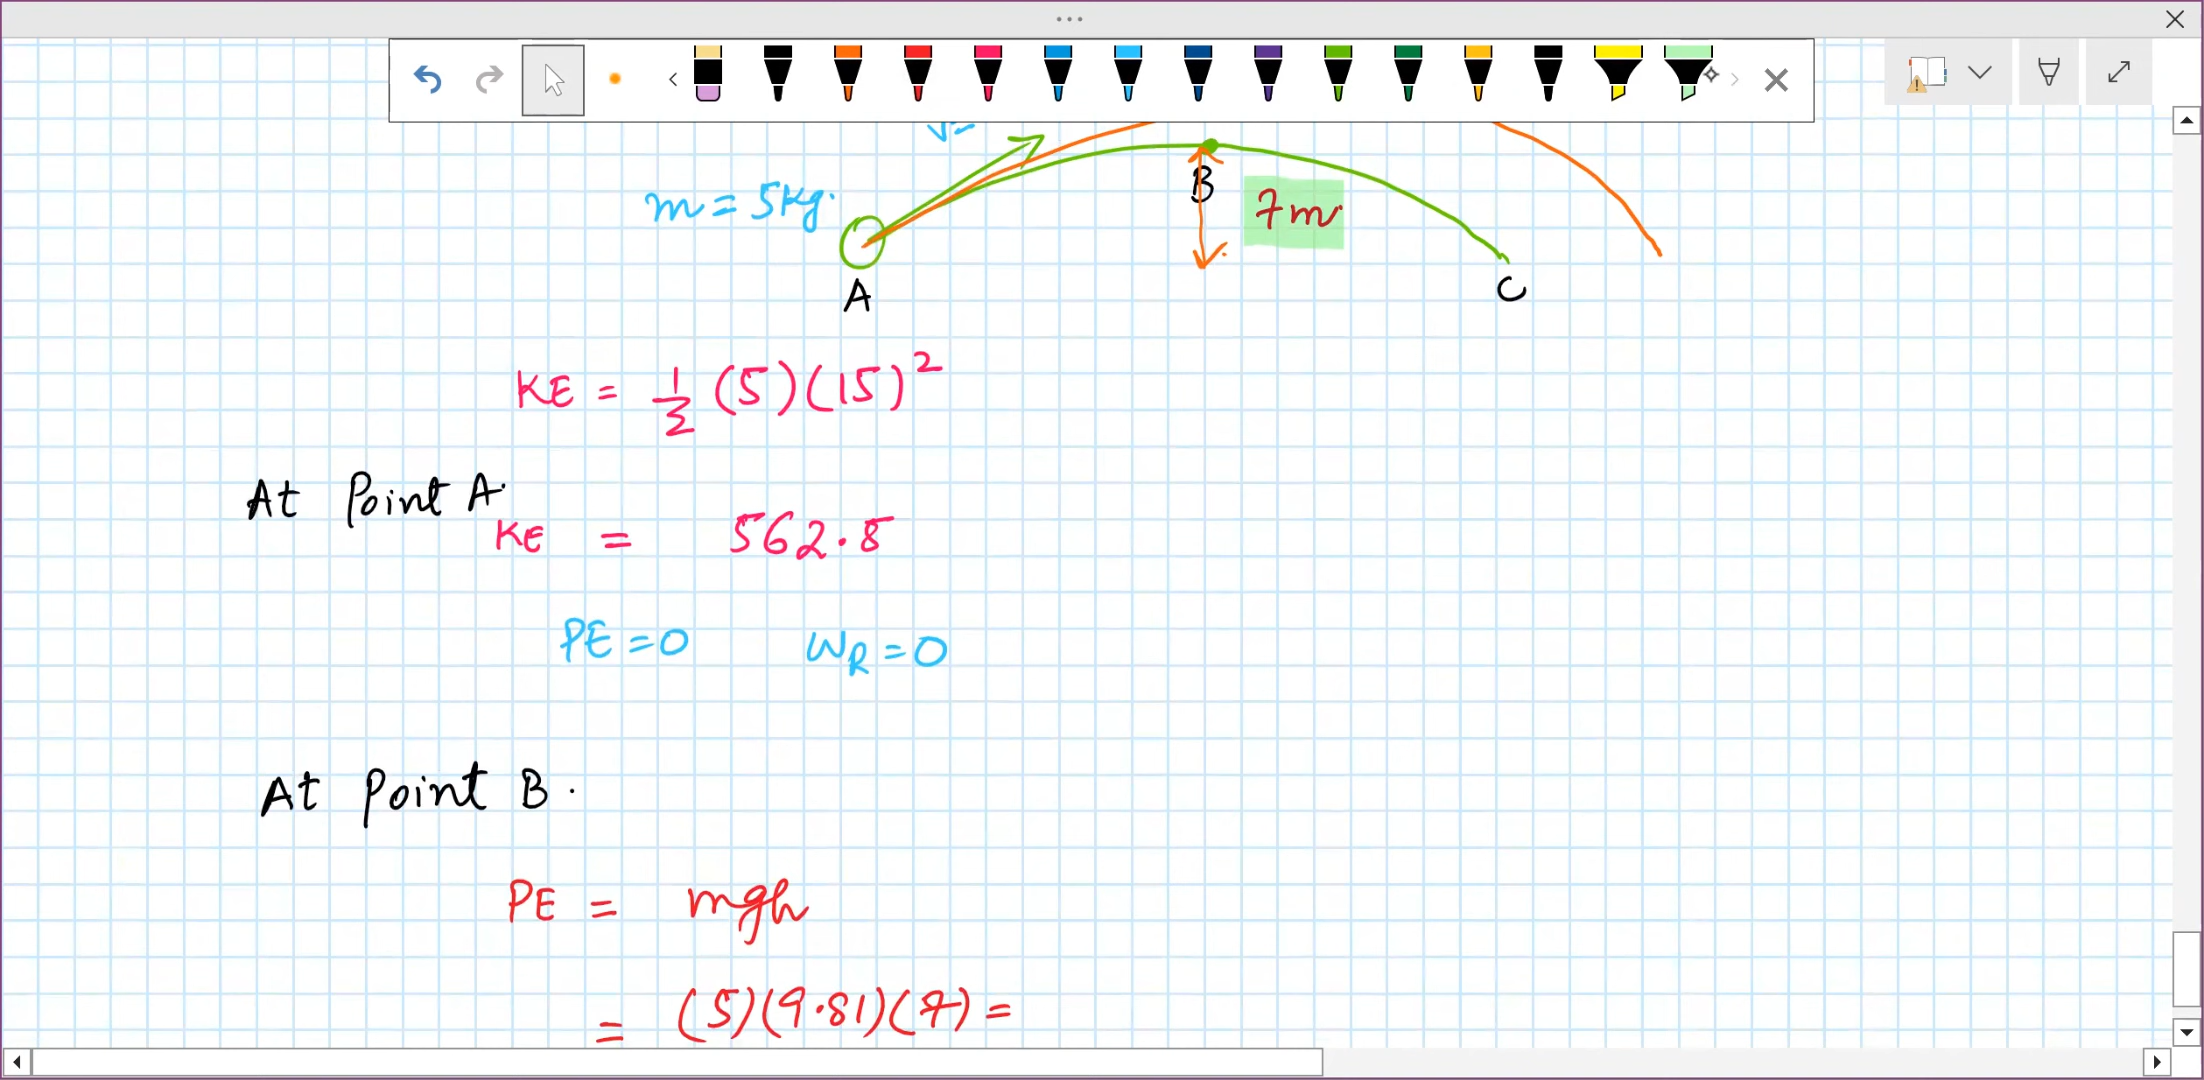 m = 5kg.
B
7m
A
C
KE = 1/2 (5)(15)²
At Point A.
KE = 562.5
PE = 0 WR = 0
At Point B.
PE = mgh
= (5)(9.81)(7) =